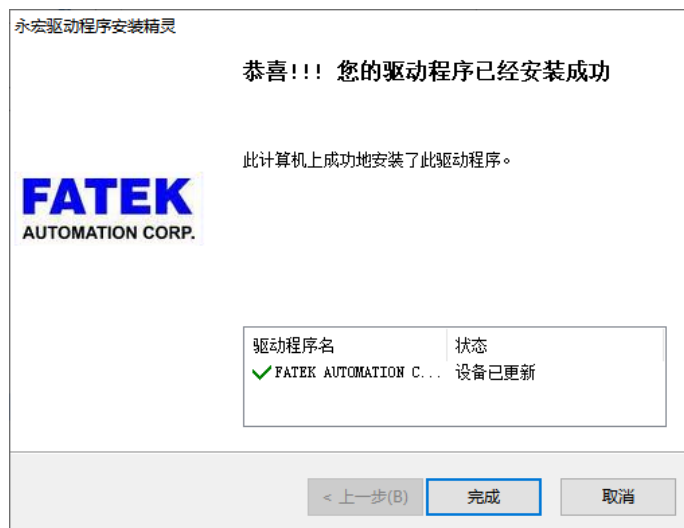 永宏驱动程序安装精灵
恭喜!!! 您的驱动程序已经安装成功
此计算机上成功地安装了此驱动程序。
FATEK
AUTOMATION CORP.
驱动程序名 状态
FATEK AUTOMATION C... 设备已更新
< 上一步(B) 完成 取消